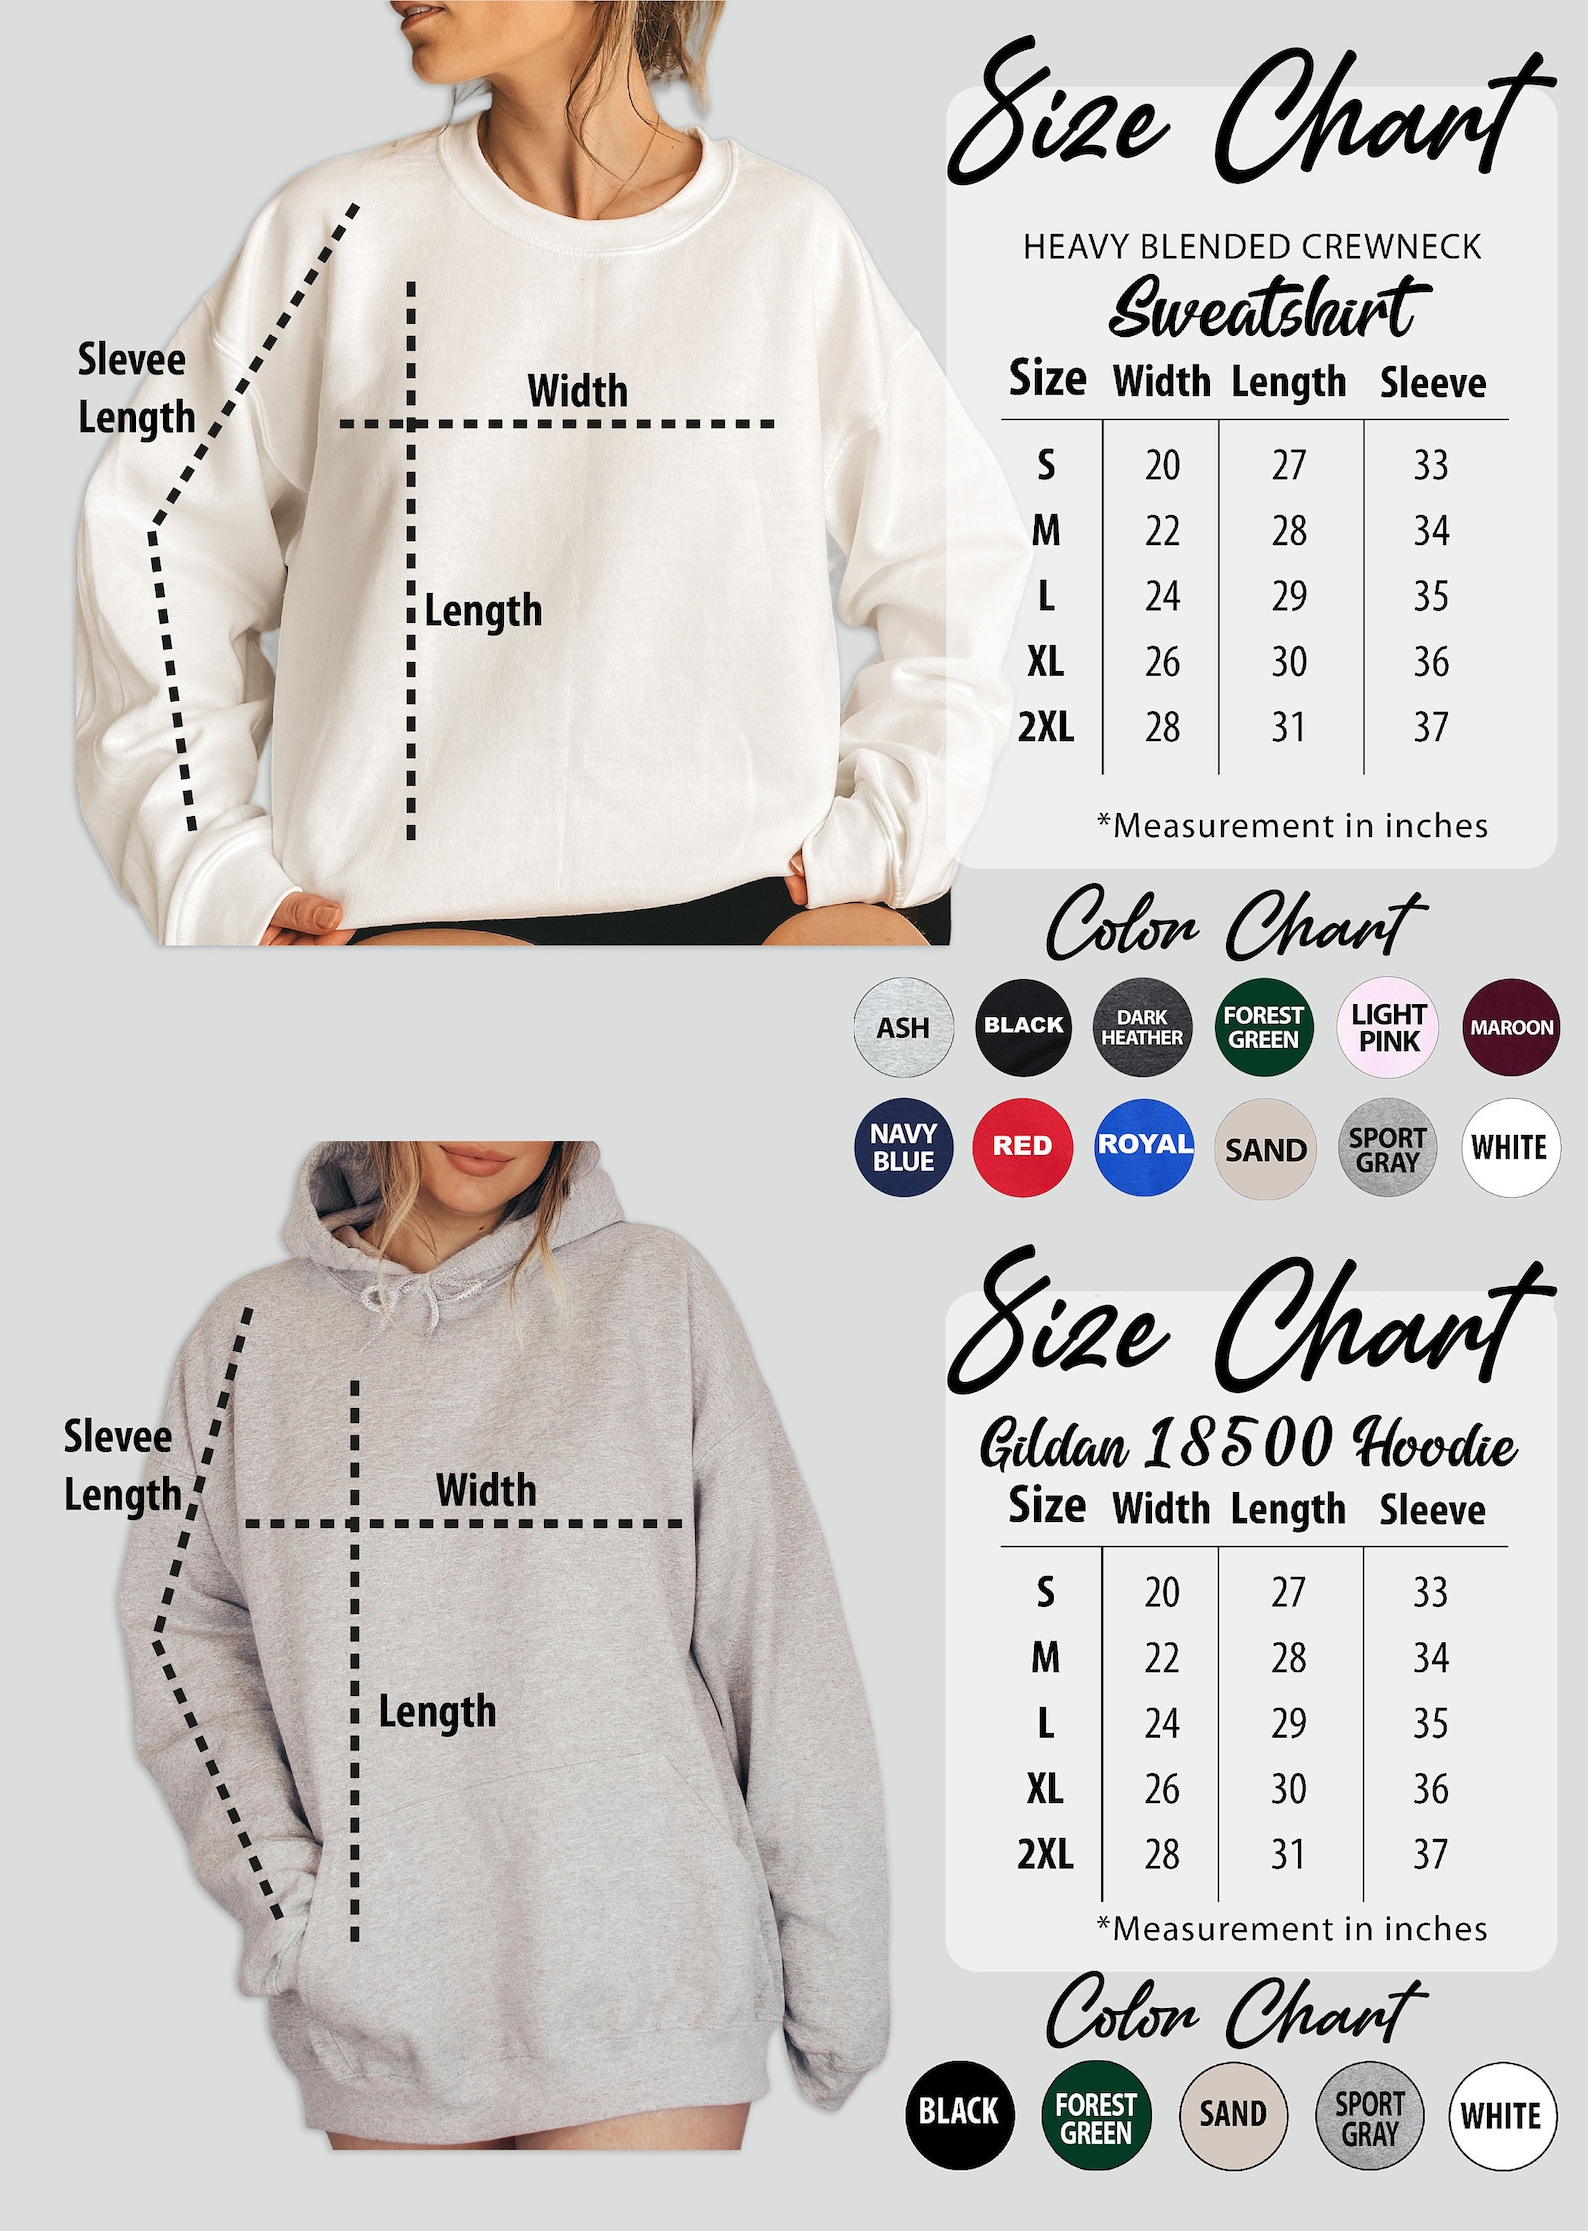 Size Chart
HEAVY BLENDED CREWNECK
Sweatshirt
Size Width Length Sleeve
S 20 27 33
M 22 28 34
L 24 29 35
XL 26 30 36
2XL 28 31 37
*Measurement in inches
Slevee
Length
Width
Length
Color Chart
ASH
BLACK
DARK
HEATHER
FOREST
GREEN
LIGHT
PINK
MAROON
NAVY
BLUE
RED
ROYAL
SAND
SPORT
GRAY
WHITE
Size Chart
Gildan 18500 Hoodie
Size Width Length Sleeve
S 20 27 33
M 22 28 34
L 24 29 35
XL 26 30 36
2XL 28 31 37
*Measurement in inches
Slevee
Length
Width
Length
Color Chart
BLACK
FOREST
GREEN
SAND
SPORT
GRAY
WHITE